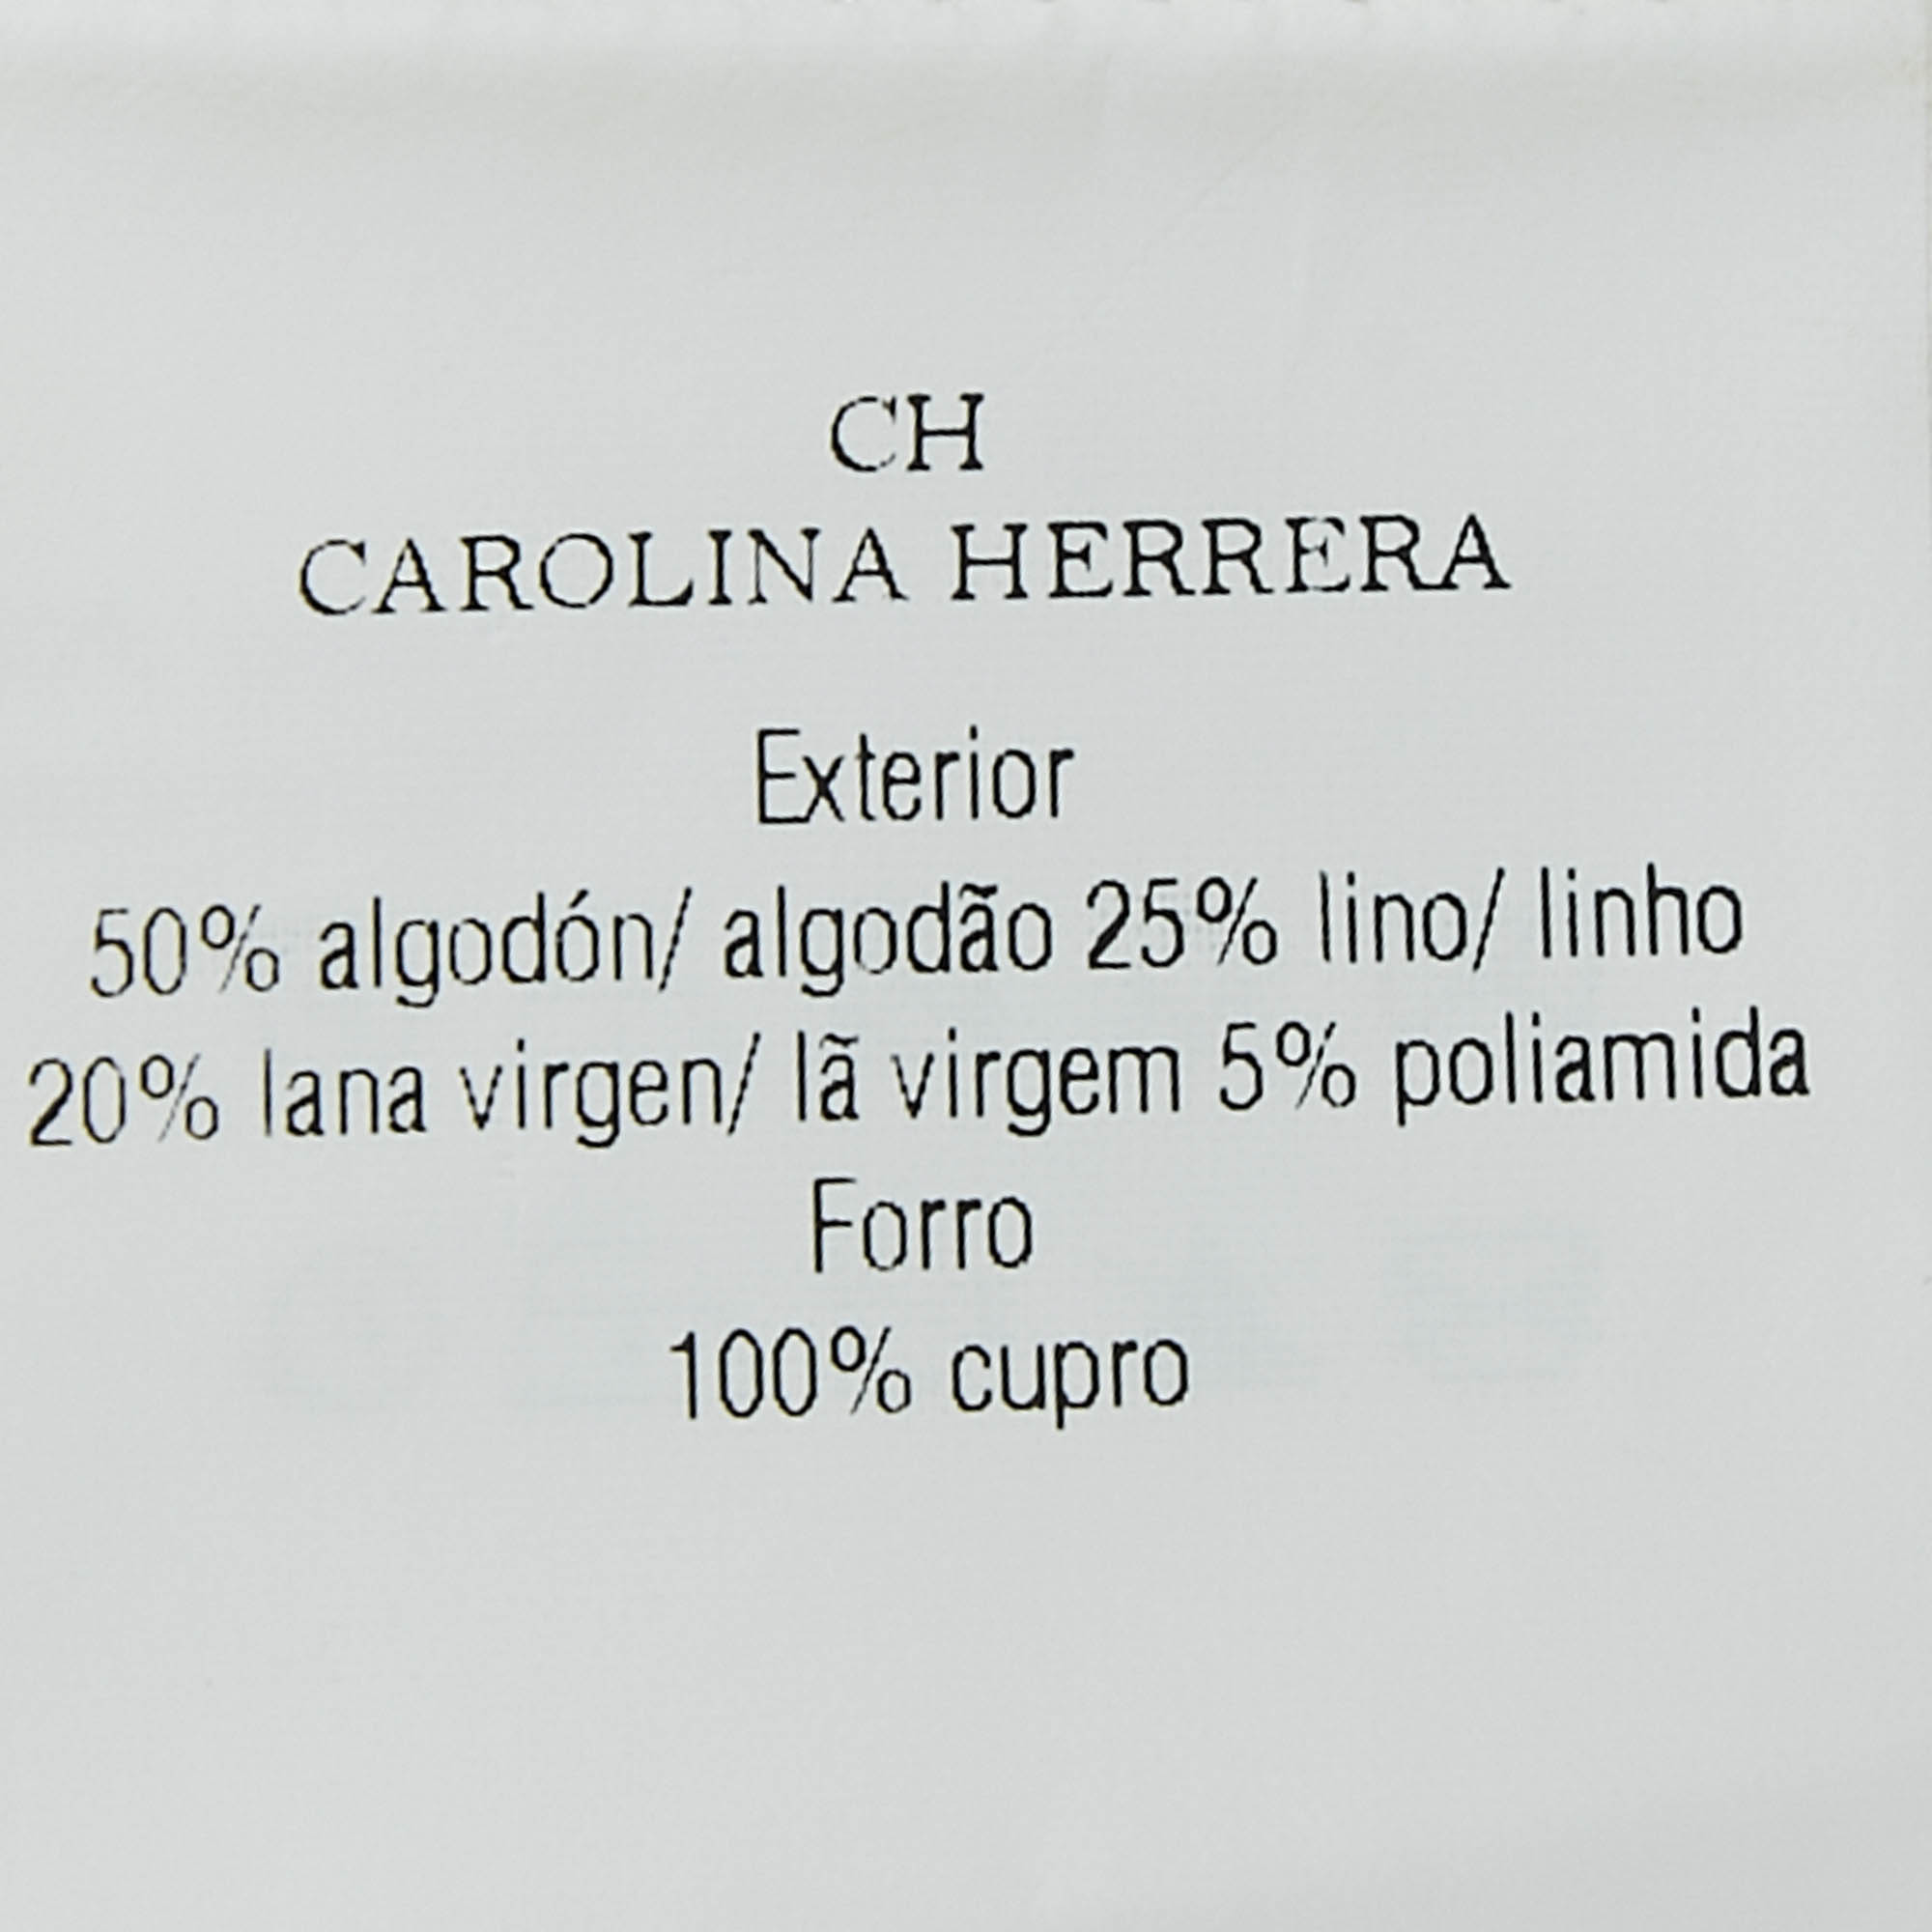 CH
CAROLINA HERRERA
Exterior
50% algodón/ algodão 25% lino/ linho
20% lana virgen/ lã virgem 5% poliamida
Forro
100% cupro